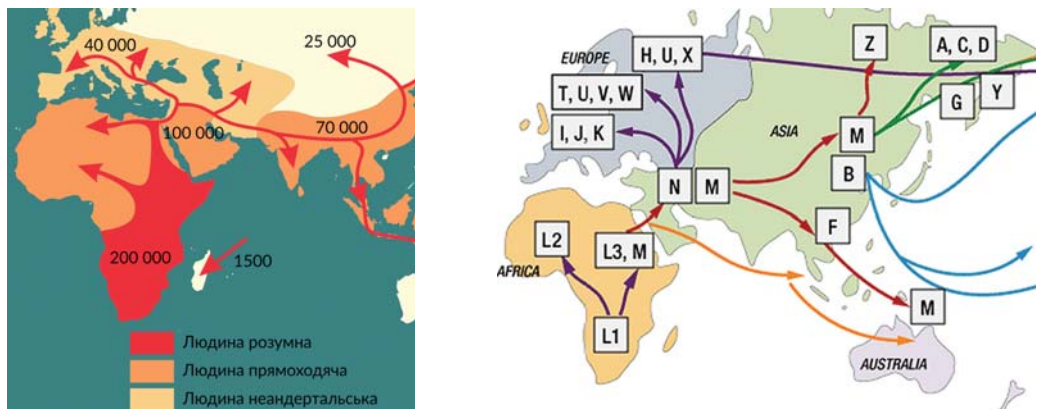 40 000
25 000
100 000
70 000
200 000
1500
Людина розумна
Людина прямоходяча
Людина неандертальська
EUROPE
H, U, X
Z
A, C, D
T, U, V, W
G
Y
I, J, K
ASIA
M
B
N
M
L2
L3, M
F
AFRICA
M
L1
AUSTRALIA